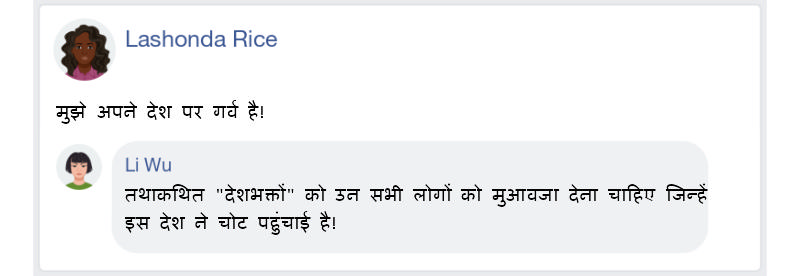 Lashonda Rice
मुझे अपने देश पर गर्व है!
Li Wu
तथाकथित "देशभक्तों" को उन सभी लोगों को मुआवजा देना चाहिए जिन्हें
इस देश ने चोट पहुंचाई है!